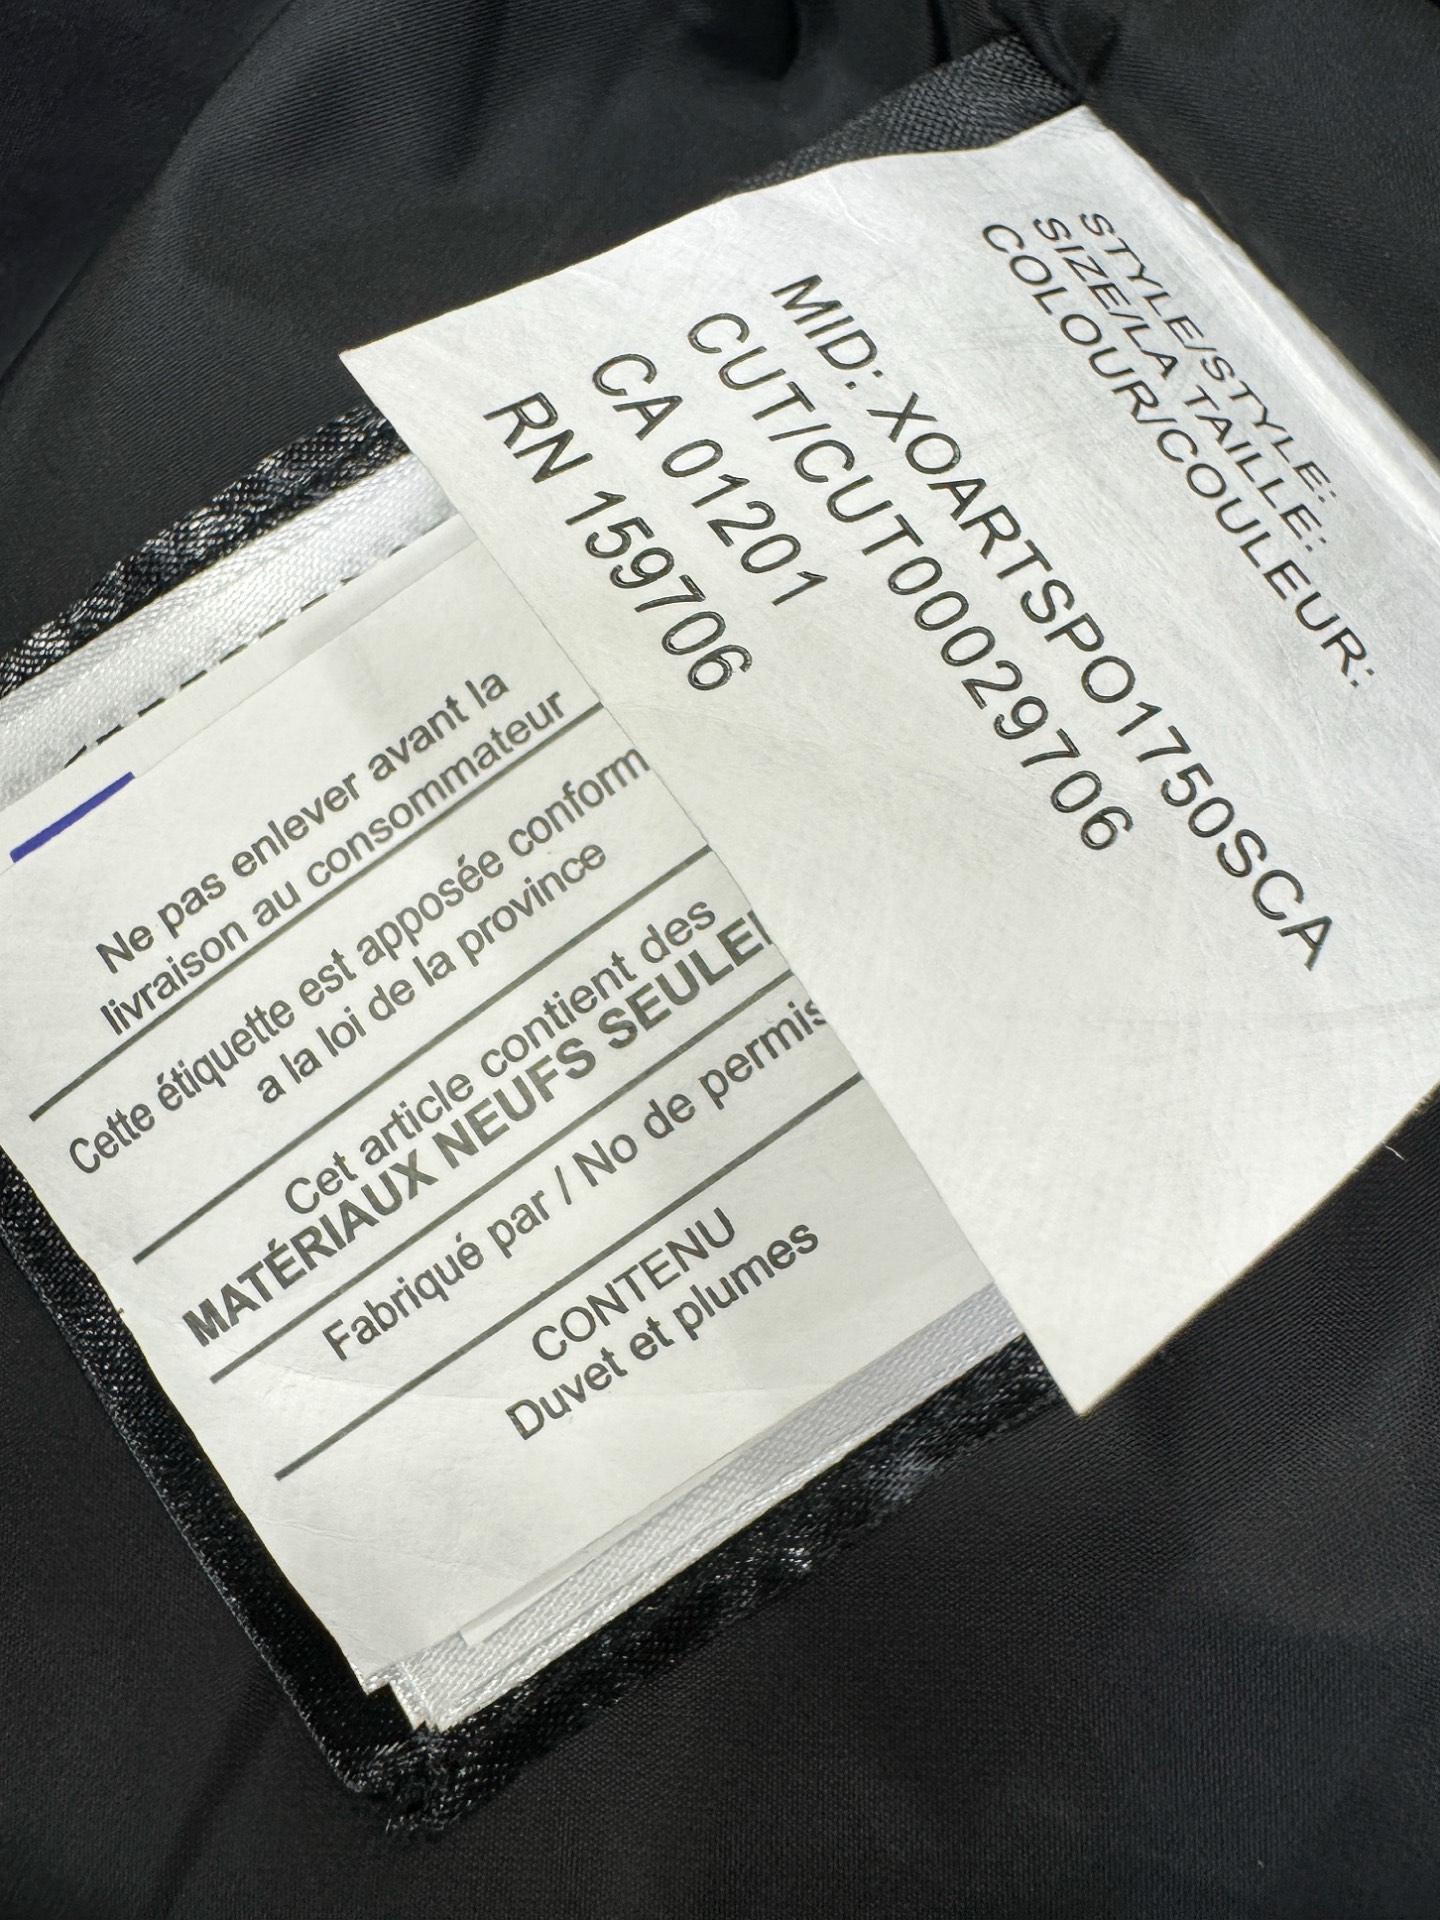 STYLE/STYLE:
SIZE/LA TAILLE:
COLOUR/COULEUR:
MID: XOARTSPO1750SCA
CUT/CUT00029706
CA 01201
RN 159706
Ne pas enlever avant la
livraison au consommateur
Cette étiquette est apposée conform
a la loi de la province
Cet article contient des
MATÉRIAUX NEUFS
Fabriqué par / No de permis
CONTENU
Duvet et plumes